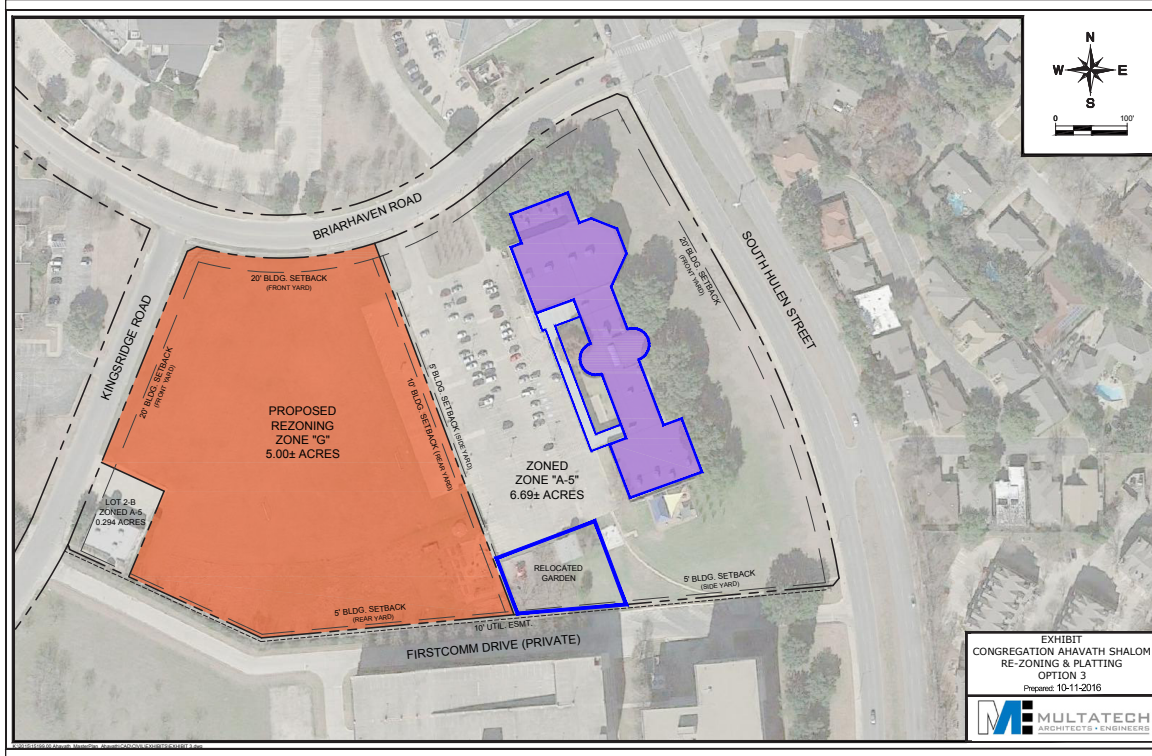 N
W E
S
0 100'
BRIARHAVEN ROAD
SOUTH HULEN STREET
KINGSRIDGE ROAD
20' BLDG. SETBACK
(FRONT YARD)
20' BLDG. SETBACK
(FRONT YARD)
20' BLDG. SETBACK
(FRONT YARD)
5' BLDG. SETBACK (SIDE YARD)
10' BLDG. SETBACK (REAR YARD)
PROPOSED
REZONING
ZONE "G"
5.00± ACRES
ZONED
ZONE "A-5"
6.69± ACRES
LOT 2-B
ZONED A-5
0.294 ACRES
RELOCATED
GARDEN
5' BLDG. SETBACK
(SIDE YARD)
5' BLDG. SETBACK
(REAR YARD)
10' UTIL. ESMT.
FIRSTCOMM DRIVE (PRIVATE)
EXHIBIT
CONGREGATION AHAVATH SHALOM
RE-ZONING & PLATTING
OPTION 3
Prepared: 10-11-2016
MULTATECH
ARCHITECTS • ENGINEERS